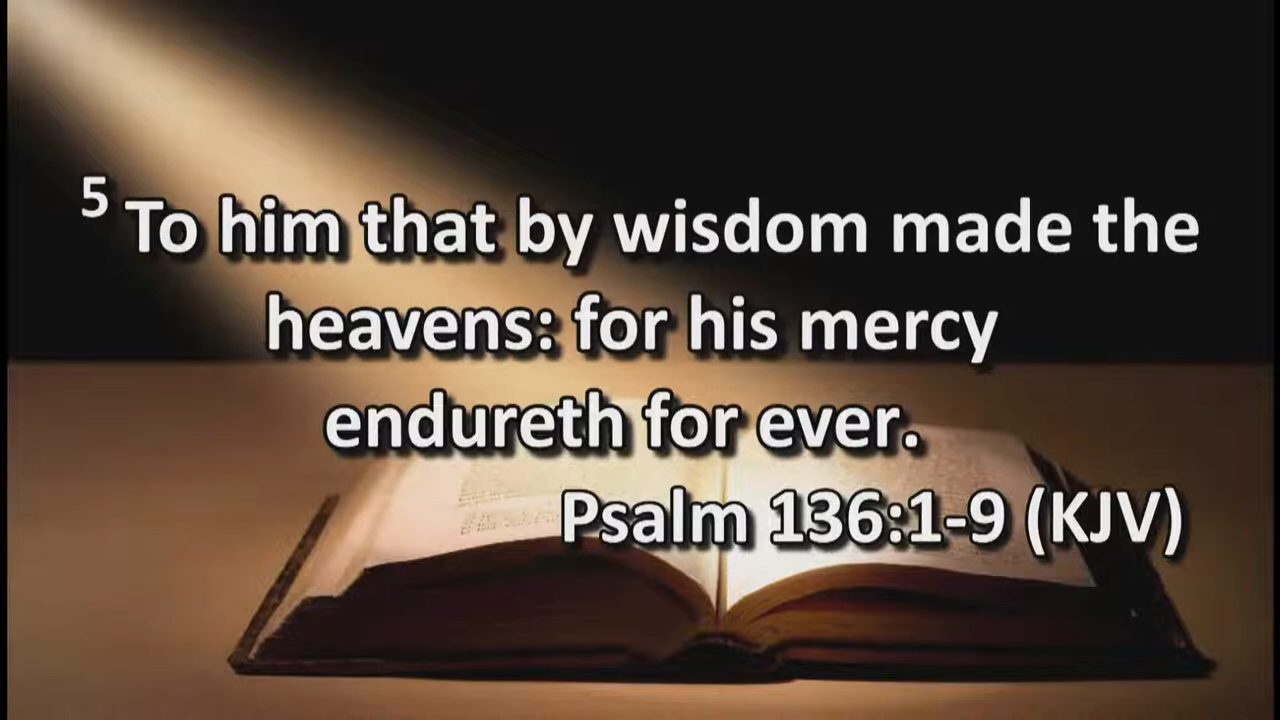 5 To him that by wisdom made the
heavens: for his mercy
endureth for ever.
Psalm 136:1-9 (KJV)